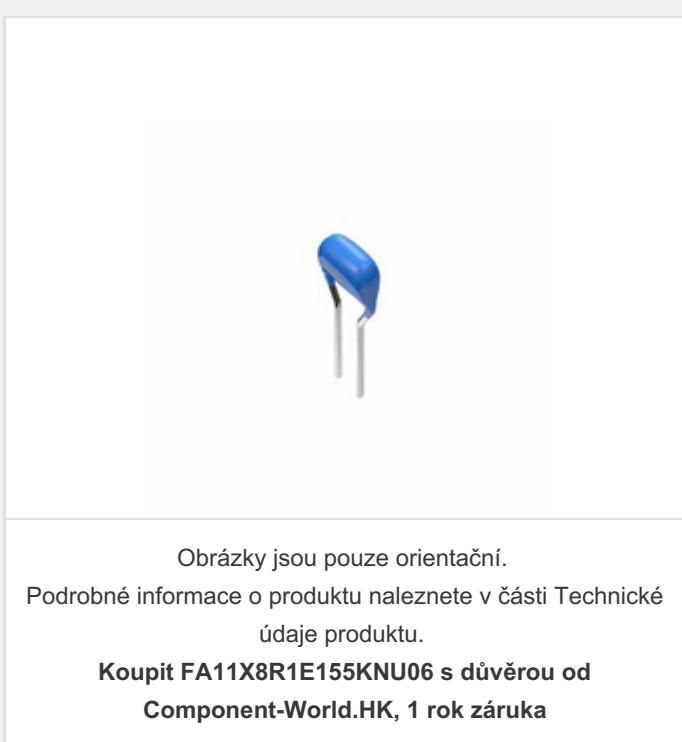 Obrázky jsou pouze orientační.
Podrobné informace o produktu naleznete v části Technické
údaje produktu.
Koupit FA11X8R1E155KNU06 s důvěrou od
Component-World.HK, 1 rok záruka